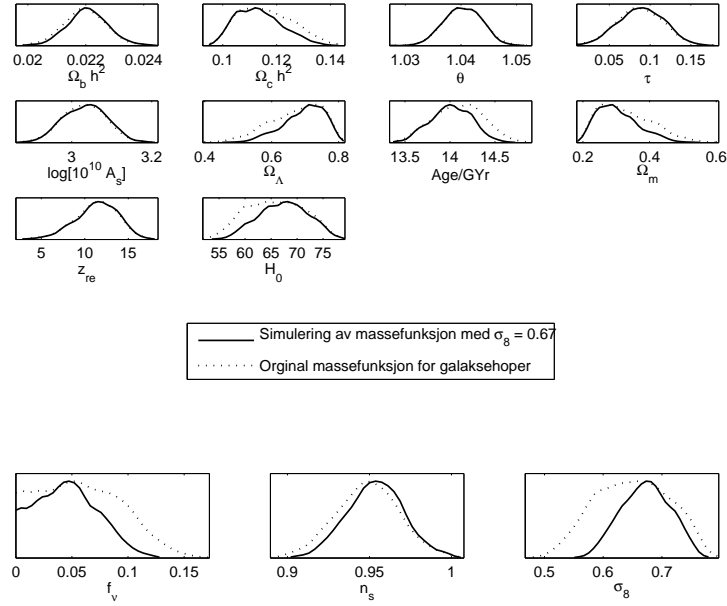 0.02 0.022 0.024
Ω_b h²
0.1 0.12 0.14
Ω_c h²
1.03 1.04 1.05
θ
0.05 0.1 0.15
τ
3 3.2
log[10¹⁰ A_s]
0.4 0.6 0.8
Ω_Λ
13.5 14 14.5
Age/GYr
0.2 0.4 0.6
Ω_m
5 10 15
z_re
55 60 65 70 75
H_0
Simulering av massefunksjon med σ_8 = 0.67
Orginal massefunksjon for galaksehoper
0 0.05 0.1 0.15
f_ν
0.9 0.95 1
n_s
0.5 0.6 0.7
σ_8